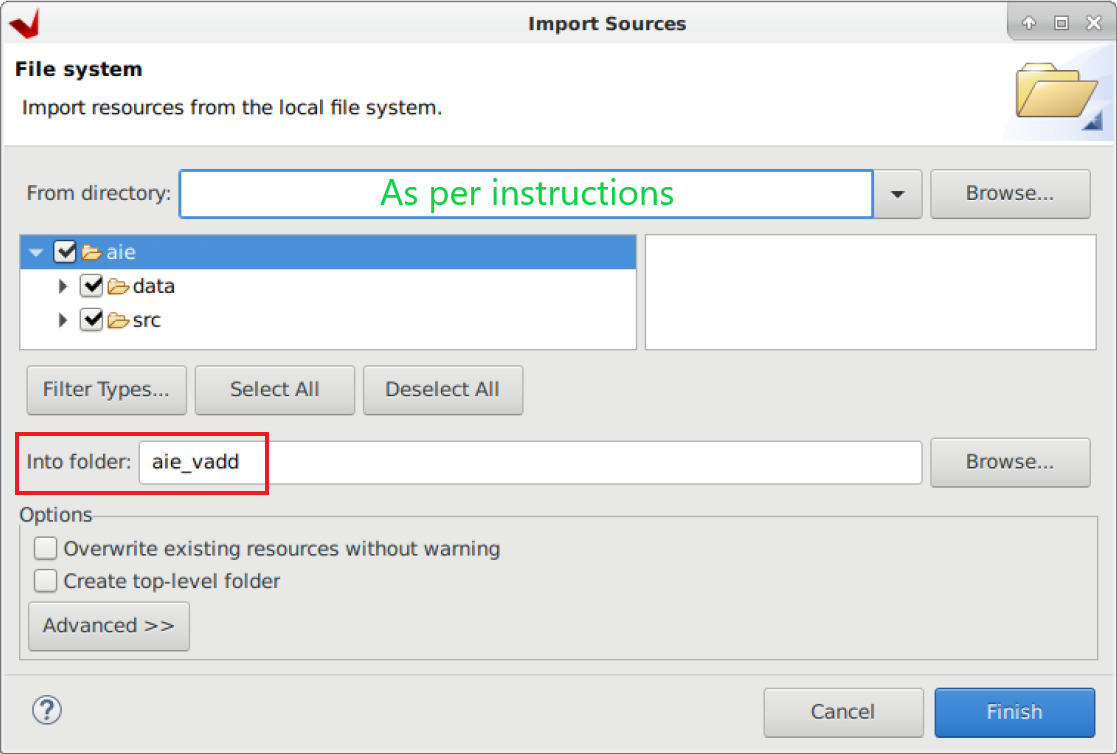 Import Sources
File system
Import resources from the local file system.
From directory: As per instructions Browse...
aie
data
src
Filter Types... Select All Deselect All
Into folder: aie_vadd Browse...
Options
Overwrite existing resources without warning
Create top-level folder
Advanced >>
? Cancel Finish